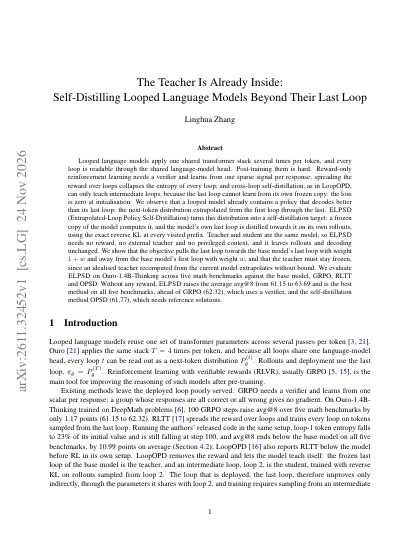 The Teacher Is Already Inside:
Self-Distilling Looped Language Models Beyond Their Last Loop
Linghua Zhang
Abstract
Looped language models apply one shared transformer stack several times per token, and every
loop is readable through the shared language-model head. Post-training them is hard. Reward-only
reinforcement learning needs a verifier and learns from one sparse signal per response, spreading the
reward over loops collapses the entropy of every loop, and cross-loop self-distillation, as in LoopOPD,
can only teach intermediate loops, because the last loop cannot learn from its own frozen copy: the loss
is zero at initialisation. We observe that a looped model already contains a policy that decodes better
than its last loop: the next-token distribution extrapolated from the first loop through the last. ELPSD
(Extrapolated-Loop Policy Self-Distillation) turns this distribution into a self-distillation target: a frozen
copy of the model computes it, and the model's own last loop is distilled towards it on its own rollouts,
using the exact reverse KL at every visited prefix. Teacher and student are the same model, so ELPSD
needs no reward, no external teacher and no privileged context, and it leaves rollouts and decoding
unchanged. We show that the objective pulls the last loop towards the base model's last loop with weight
1 + w and away from the base model's first loop with weight w, and that the teacher must stay frozen,
since an idealised teacher recomputed from the current model extrapolates without bound. We evaluate
ELPSD on Ouro-1.4B-Thinking across five math benchmarks against the base model, GRPO, RLTT
and OPSD. Without any reward, ELPSD raises the average avg@8 from 61.15 to 63.69 and is the best
method on all five benchmarks, ahead of GRPO (62.32), which uses a verifier, and the self-distillation
method OPSD (61.77), which needs reference solutions.
1 Introduction
Looped language models reuse one set of transformer parameters across several passes per token [3, 21].
Ouro [21] applies the same stack T = 4 times per token, and because all loops share one language-model
head, every loop t can be read out as a next-token distribution P_θ^(t). Rollouts and deployment use the last
loop, π_θ = P_θ^(T). Reinforcement learning with verifiable rewards (RLVR), usually GRPO [5, 15], is the
main tool for improving the reasoning of such models after pre-training.
Existing methods leave the deployed loop poorly served. GRPO needs a verifier and learns from one
scalar per response; a group whose responses are all correct or all wrong gives no gradient. On Ouro-1.4B-
Thinking trained on DeepMath problems [6], 100 GRPO steps raise avg@8 over five math benchmarks
by only 1.17 points (61.15 to 62.32). RLTT [17] spreads the reward over loops and trains every loop on tokens
sampled from the last loop. Running the authors' released code in the same setup, loop-1 token entropy falls
to 23% of its initial value and is still falling at step 100, and avg@8 ends below the base model on all five
benchmarks, by 10.99 points on average (Section 4.2); LoopOPD [16] also reports RLTT below the model
before RL in its own setup. LoopOPD removes the reward and lets the model teach itself: the frozen last
loop of the base model is the teacher, and an intermediate loop, loop 2, is the student, trained with reverse
KL on rollouts sampled from loop 2. The loop that is deployed, the last loop, therefore improves only
indirectly, through the parameters it shares with loop 2, and training requires sampling from an intermediate
1
arXiv:2611.32452v1 [cs.LG] 24 Nov 2026